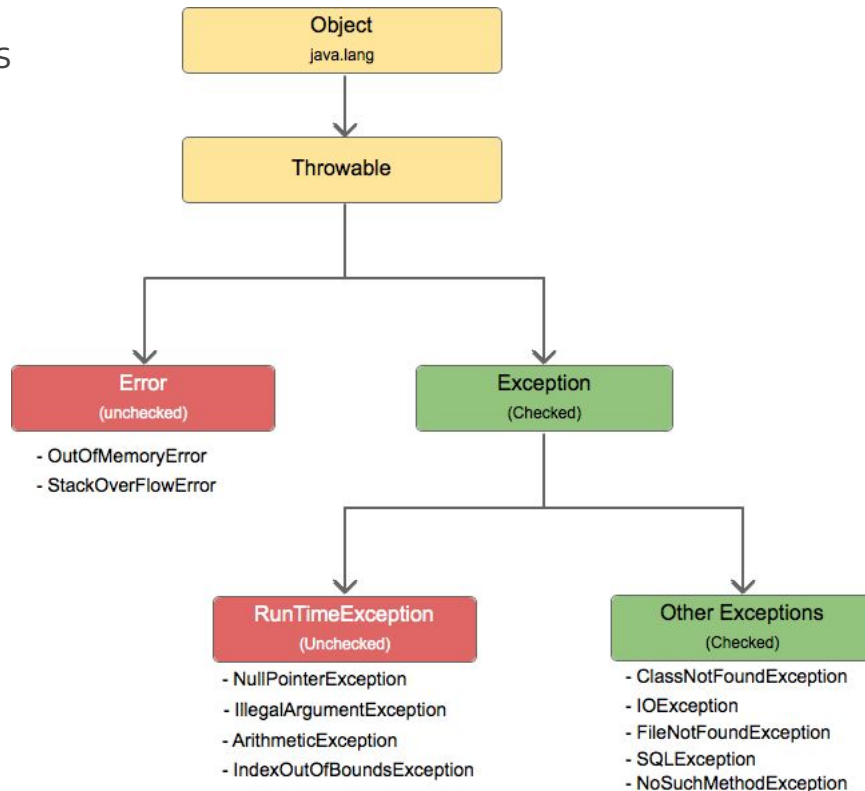 s
Object
java.lang
Throwable
Error
(unchecked)
- OutOfMemoryError
- StackOverFlowError
Exception
(Checked)
RunTimeException
(Unchecked)
- NullPointerException
- IllegalArgumentException
- ArithmeticException
- IndexOutOfBoundsException
Other Exceptions
(Checked)
- ClassNotFoundException
- IOException
- FileNotFoundException
- SQLException
- NoSuchMethodException